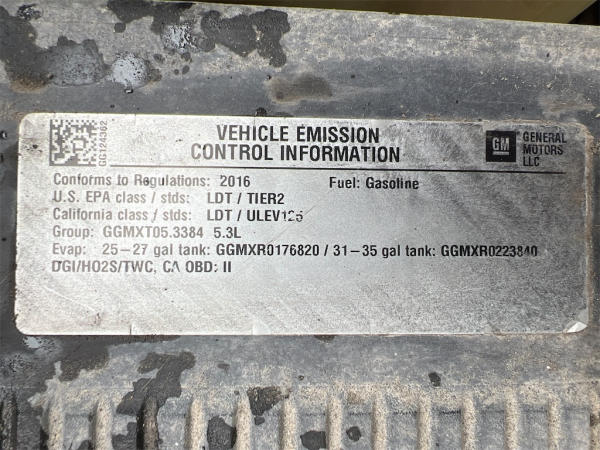 VEHICLE EMISSION
CONTROL INFORMATION
GM
GENERAL
MOTORS
LLC
Conforms to Regulations: 2016 Fuel: Gasoline
U.S. EPA class / stds: LDT / TIER2
California class / stds: LDT / ULEV125
Group: GGMXT05.3384 5.3L
Evap: 25-27 gal tank: GGMXR0176820 / 31-35 gal tank: GGMXR0223840
DGI/HO2S/TWC, CA OBD: II